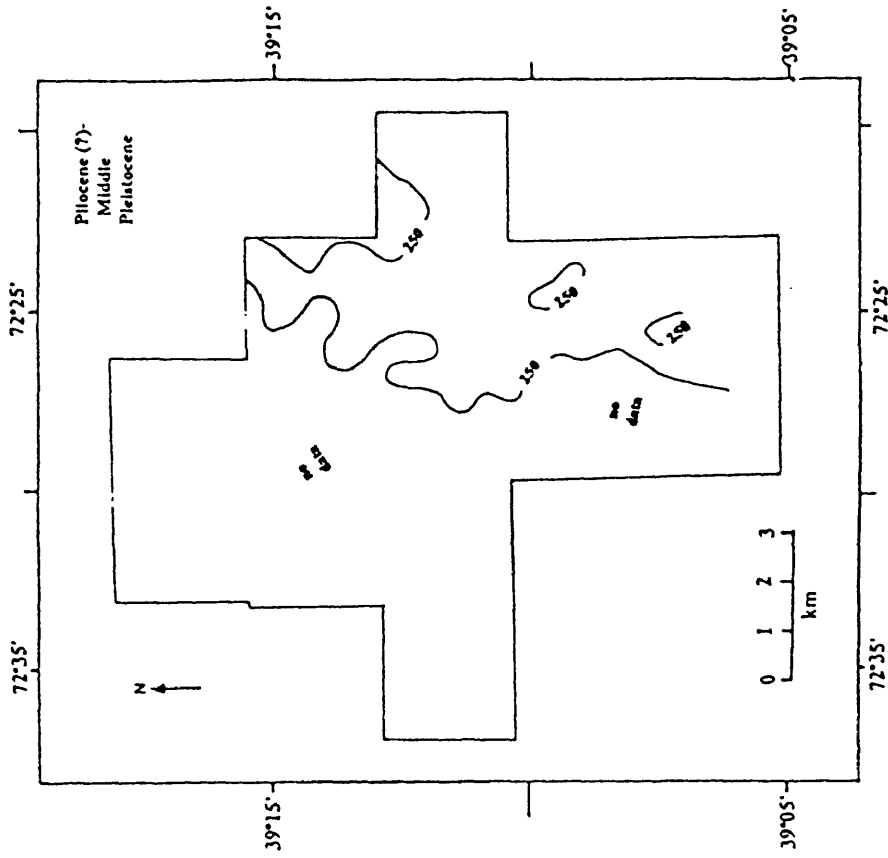 72°35'
72°25'
Pliocene (?)-
Middle
Pleistocene
N
39°15'
39°15'
250
250
no
data
250
250
no
data
0 1 2 3
km
39°05'
39°05'
72°35'
72°25'